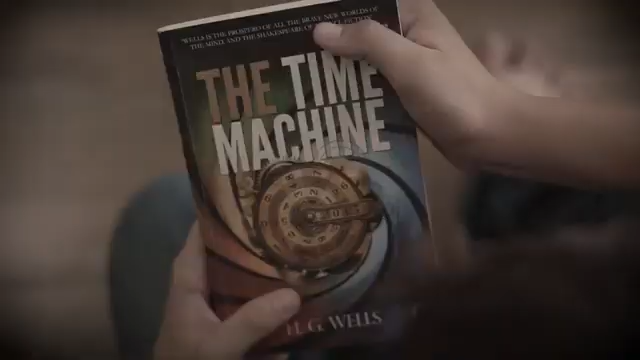 "WELLS IS THE PROSPERO OF ALL THE BRAVE NEW WORLDS OF
THE MIND, AND THE SHAKESPEARE OF
THE TIME
MACHINE
H. G. WELLS